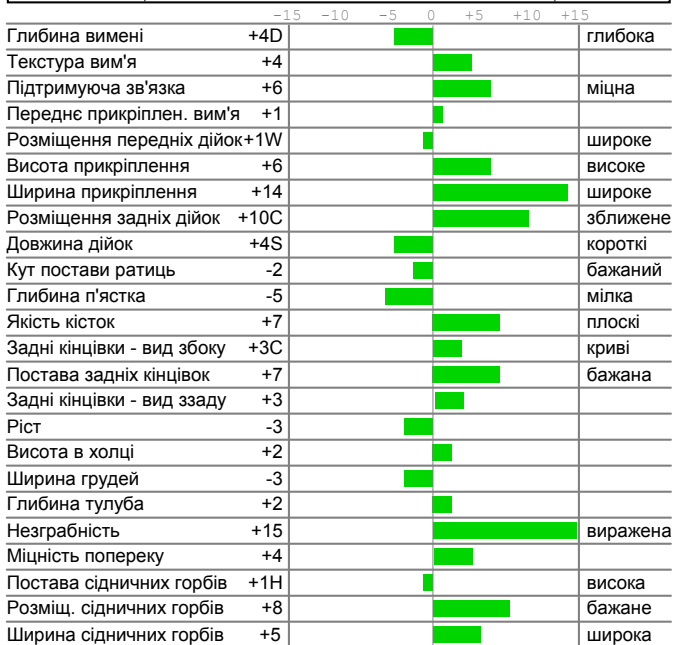 -15 -10 -5 0 +5 +10 +15
Глибина вимені +4D глибока
Текстура вим'я +4
Підтримуюча зв'язка +6 міцна
Переднє прикріплен. вим'я +1
Розміщення передніх дійок+1W широке
Висота прикріплення +6 високе
Ширина прикріплення +14 широке
Розміщення задніх дійок +10C зближене
Довжина дійок +4S короткі
Кут постави ратиць -2 бажаний
Глибина п'ястка -5 мілка
Якість кісток +7 плоскі
Задні кінцівки - вид збоку +3C криві
Постава задніх кінцівок +7 бажана
Задні кінцівки - вид ззаду +3
Ріст -3
Висота в холці +2
Ширина грудей -3
Глибина тулуба +2
Незграбність +15 виражена
Міцність попереку +4
Постава сідничних горбів +1H висока
Розміщ. сідничних горбів +8 бажане
Ширина сідничних горбів +5 широка